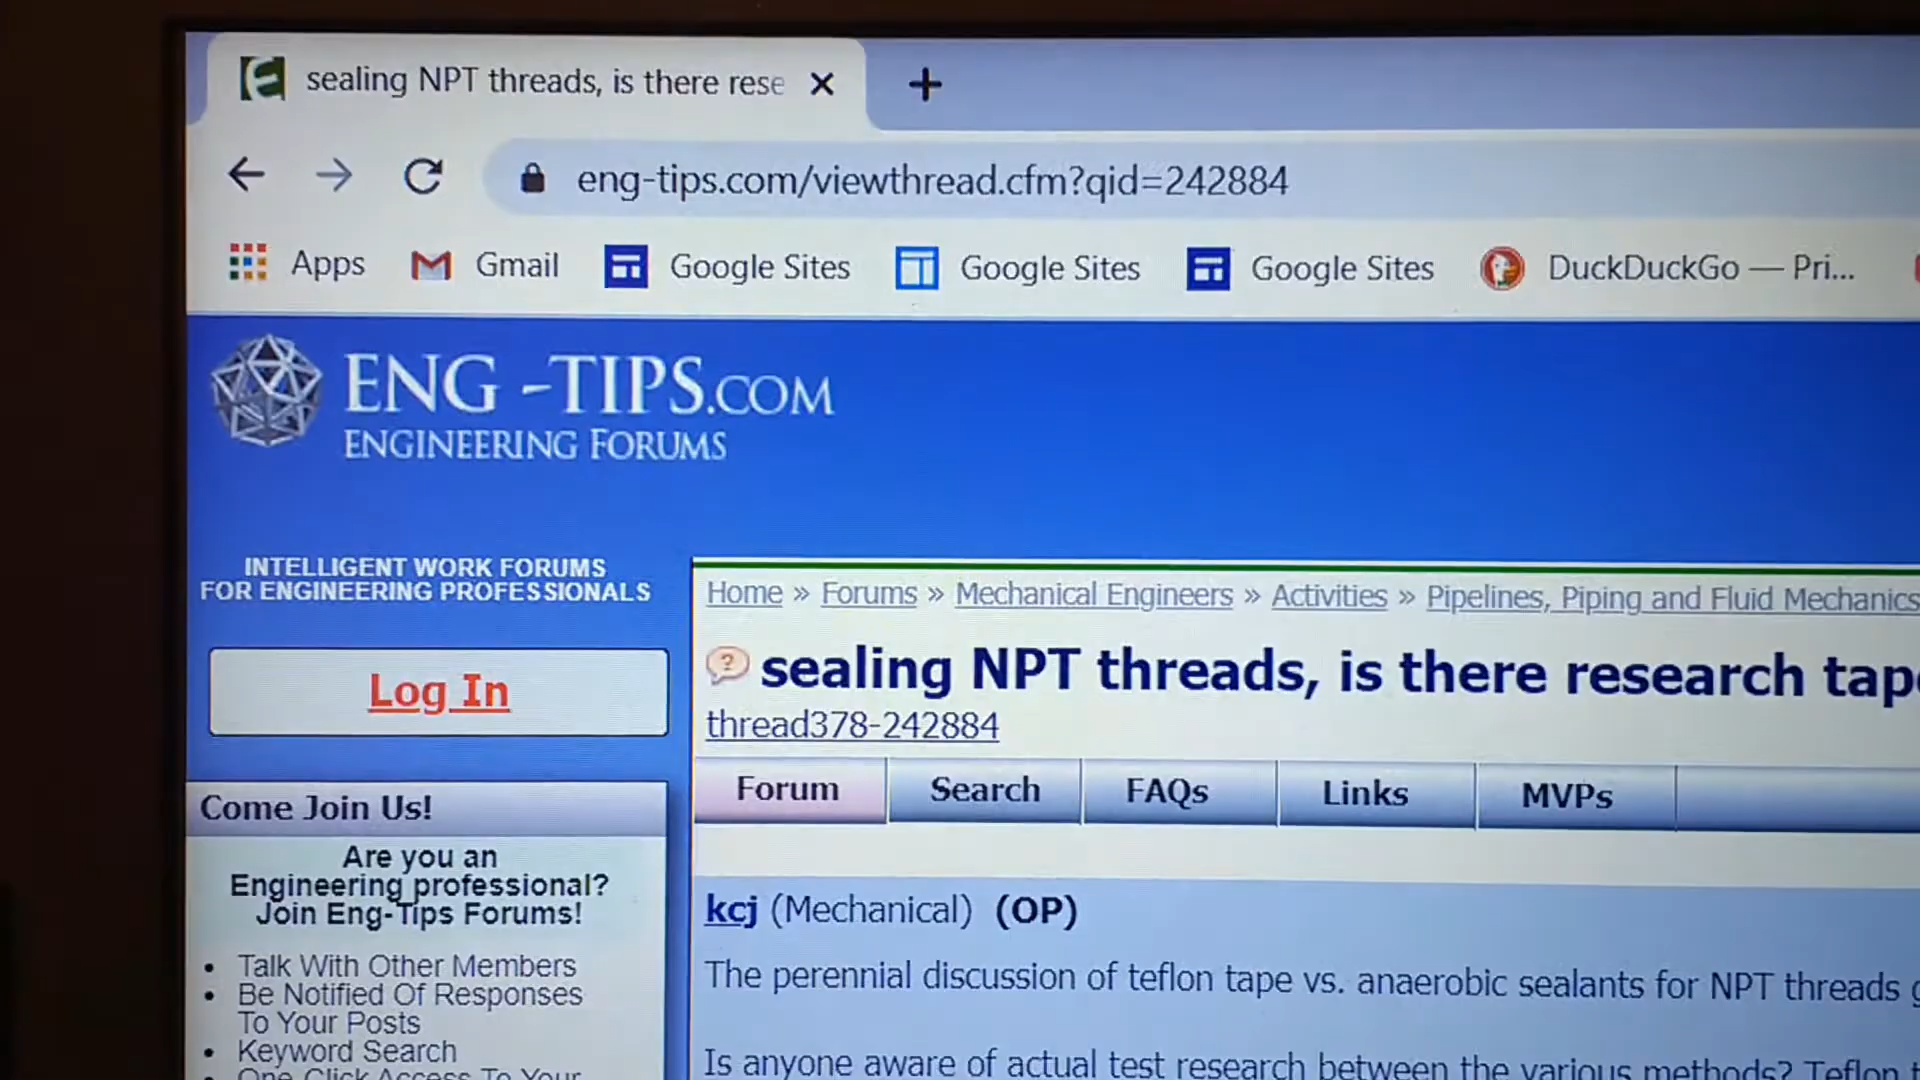 sealing NPT threads, is there rese
eng-tips.com/viewthread.cfm?qid=242884
Apps Gmail Google Sites Google Sites Google Sites DuckDuckGo — Pri...
ENG -TIPS.COM
ENGINEERING FORUMS
INTELLIGENT WORK FORUMS
FOR ENGINEERING PROFESSIONALS
Log In
Come Join Us!
Are you an
Engineering professional?
Join Eng-Tips Forums!
• Talk With Other Members
• Be Notified Of Responses
To Your Posts
• Keyword Search
• One-Click Access To Your
Home » Forums » Mechanical Engineers » Activities » Pipelines, Piping and Fluid Mechanics
sealing NPT threads, is there research tap
thread378-242884
Forum Search FAQs Links MVPs
kcj (Mechanical) (OP)
The perennial discussion of teflon tape vs. anaerobic sealants for NPT threads
Is anyone aware of actual test research between the various methods? Teflon